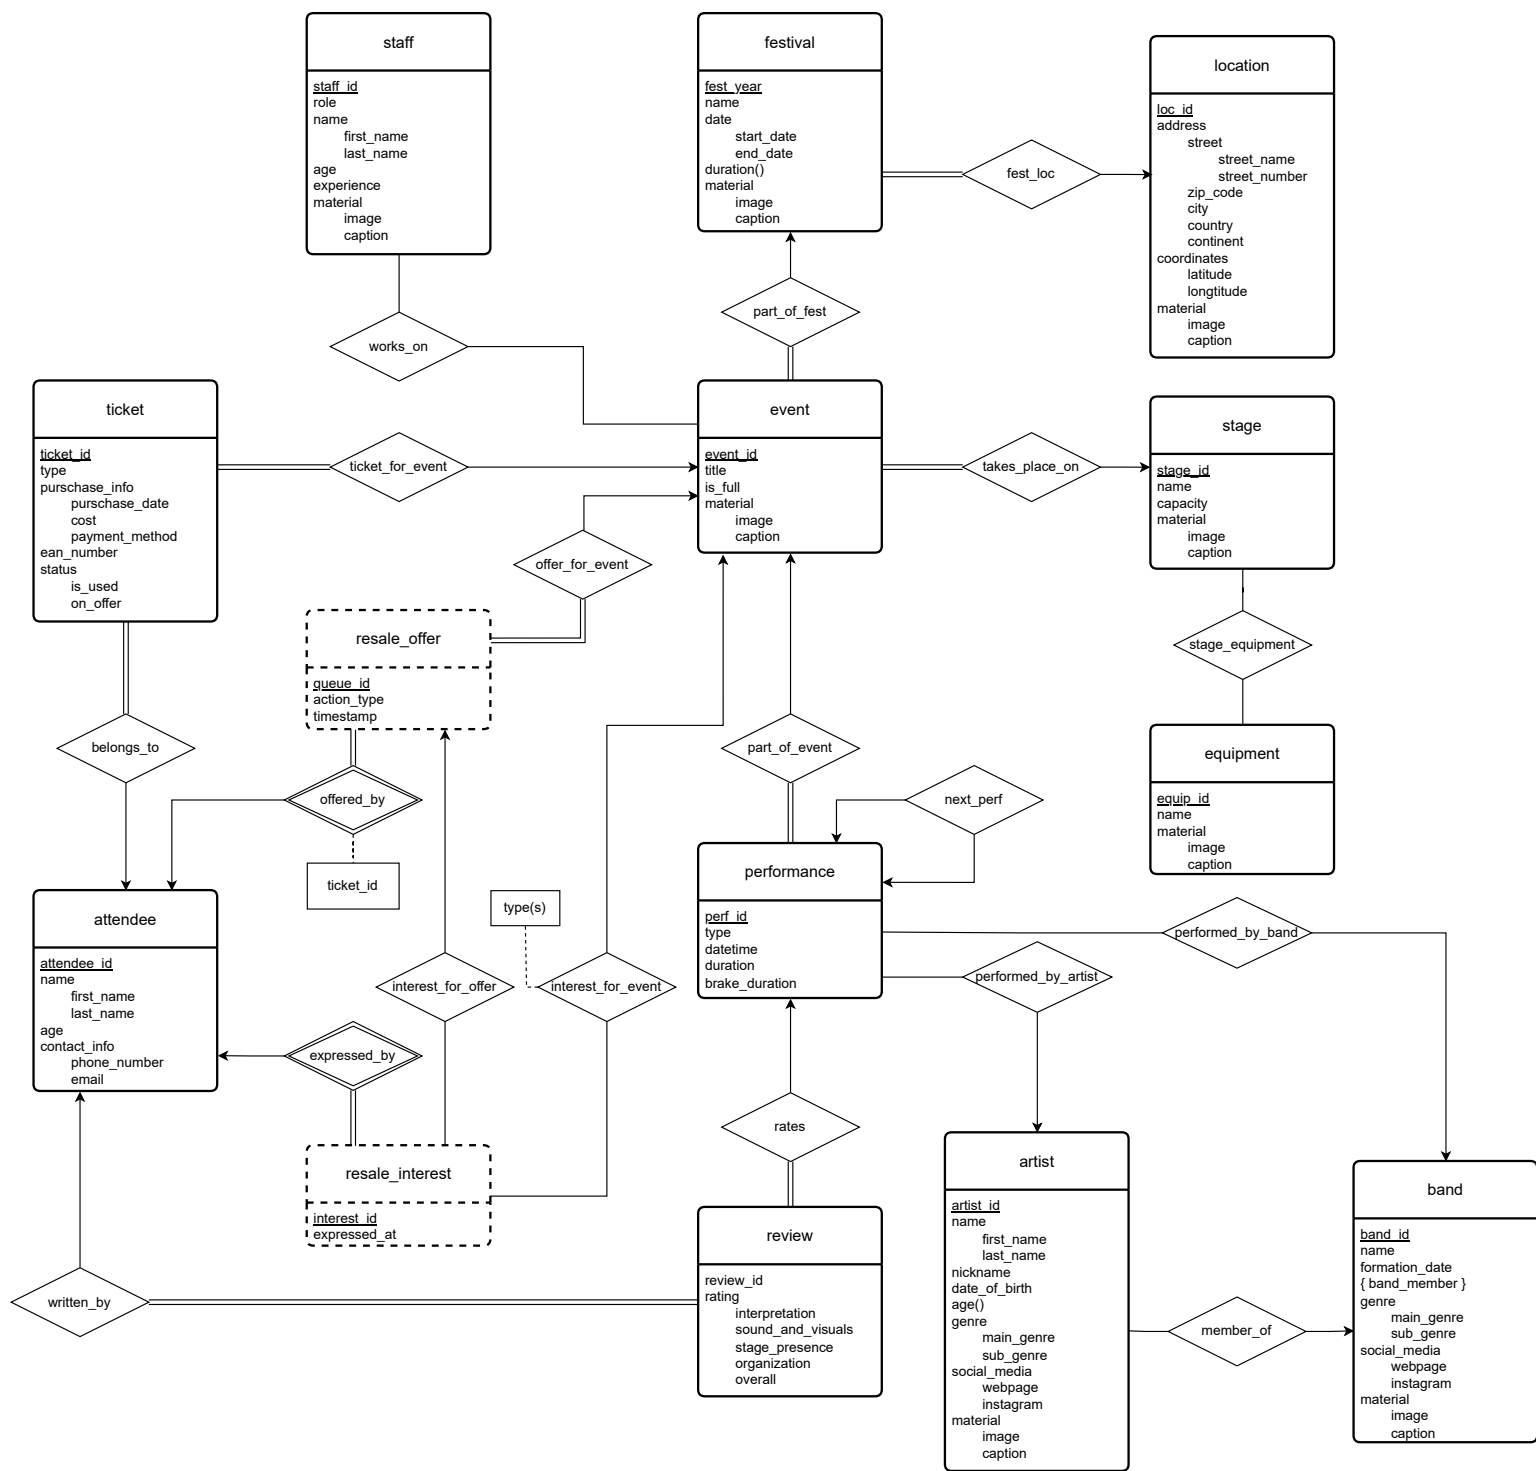 staff
staff_id
role
name
first_name
last_name
age
experience
material
image
caption
festival
fest_year
name
date
start_date
end_date
duration()
material
image
caption
fest_loc
location
loc_id
address
street
street_name
street_number
zip_code
city
country
continent
coordinates
latitude
longtitude
material
image
caption
part_of_fest
works_on
ticket
ticket_id
type
purschase_info
purschase_date
cost
payment_method
ean_number
status
is_used
on_offer
ticket_for_event
event
event_id
title
is_full
material
image
caption
takes_place_on
stage
stage_id
name
capacity
material
image
caption
offer_for_event
resale_offer
queue_id
action_type
timestamp
stage_equipment
belongs_to
offered_by
ticket_id
part_of_event
next_perf
equipment
equip_id
name
material
image
caption
attendee
attendee_id
name
first_name
last_name
age
contact_info
phone_number
email
type(s)
interest_for_offer
interest_for_event
performance
perf_id
type
datetime
duration
brake_duration
performed_by_band
performed_by_artist
expressed_by
rates
resale_interest
interest_id
expressed_at
written_by
review
review_id
rating
interpretation
sound_and_visuals
stage_presence
organization
overall
artist
artist_id
name
first_name
last_name
nickname
date_of_birth
age()
genre
main_genre
sub_genre
social_media
webpage
instagram
material
image
caption
member_of
band
band_id
name
formation_date
{ band_member }
genre
main_genre
sub_genre
social_media
webpage
instagram
material
image
caption